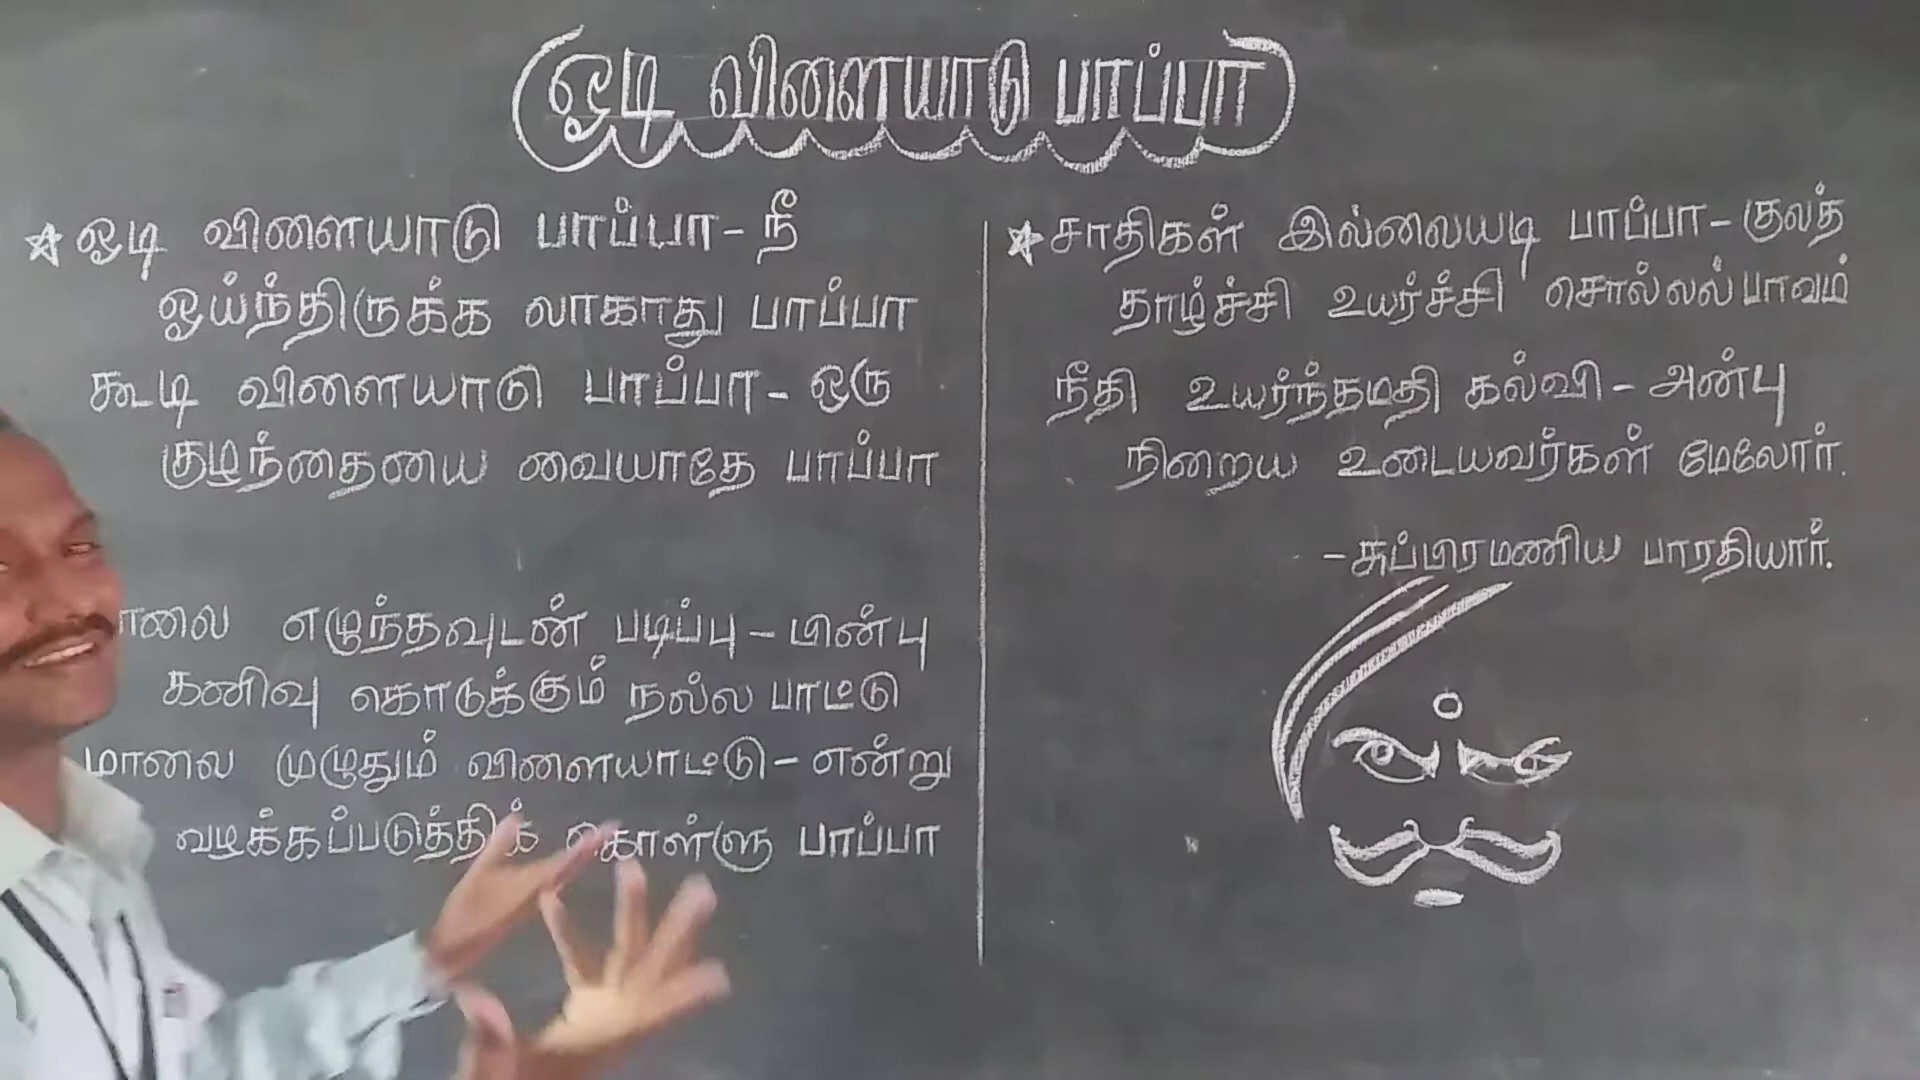 ஓடி விளையாடு பாப்பா
ஓடி விளையாடு பாப்பா - நீ
ஓய்ந்திருக்க லாகாது பாப்பா
கூடி விளையாடு பாப்பா - ஒரு
குழந்தையை வையாதே பாப்பா
எழுந்தவுடன் படிப்பு - பின்பு
கனிவு கொடுக்கும் நல்ல பாட்டு
மாலை முழுதும் விளையாட்டு - என்று
வழக்கப்படுத்திக் கொள்ளு பாப்பா
சாதிகள் இல்லையடி பாப்பா - குலத்
தாழ்ச்சி உயர்ச்சி சொல்லல் பாவம்
நீதி உயர்ந்தமதி கல்வி - அன்பு
நிறைய உடையவர்கள் மேலோர்.
- சுப்பிரமணிய பாரதியார்.